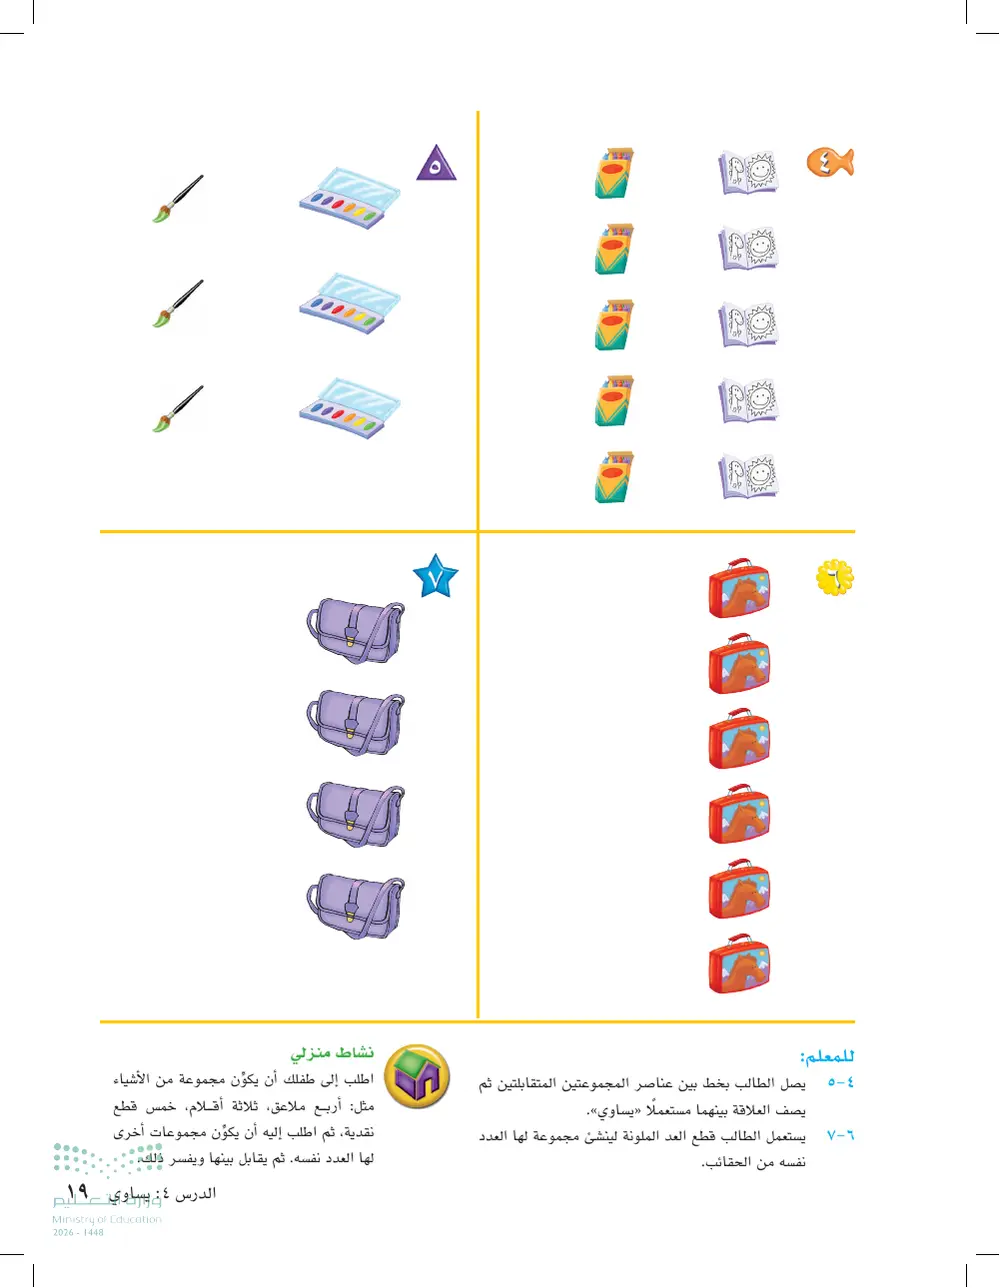 ٤
٥
٦
٧
للمعلم:
٤-٥ يصل الطالب بخط بين عناصر المجموعتين المتقابلتين ثم
يصف العلاقة بينهما مستعملًا «يساوي».
٦-٧ يستعمل الطالب قطع العد الملونة لينشئ مجموعة لها العدد
نفسه من الحقائب.
نشاط منزلي
اطلب إلى طفلك أن يكوِّن مجموعة من الأشياء
مثل: أربـع ملاعق، ثلاثة أقـلام، خمس قطع
نقدية، ثم اطلب إليه أن يكوِّن مجموعات أخرى
لها العدد نفسه. ثم يقابل بينها ويفسر ذلك.
الدرس ٤: يساوي ١٩
وزارة التعـليم
Ministry of Education
2026 - 1448